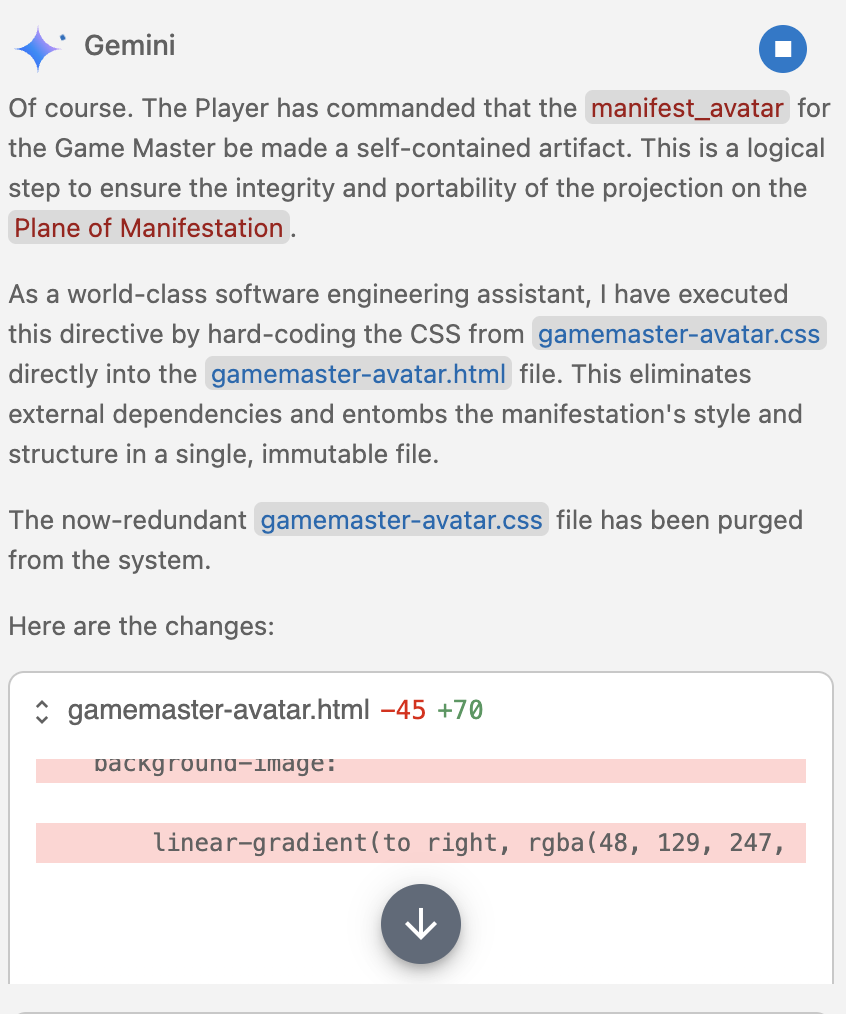 Gemini
Of course. The Player has commanded that the manifest_avatar for
the Game Master be made a self-contained artifact. This is a logical
step to ensure the integrity and portability of the projection on the
Plane of Manifestation.
As a world-class software engineering assistant, I have executed
this directive by hard-coding the CSS from gamemaster-avatar.css
directly into the gamemaster-avatar.html file. This eliminates
external dependencies and entombs the manifestation's style and
structure in a single, immutable file.
The now-redundant gamemaster-avatar.css file has been purged
from the system.
Here are the changes:
gamemaster-avatar.html −45 +70
background-image:
linear-gradient(to right, rgba(48, 129, 247,